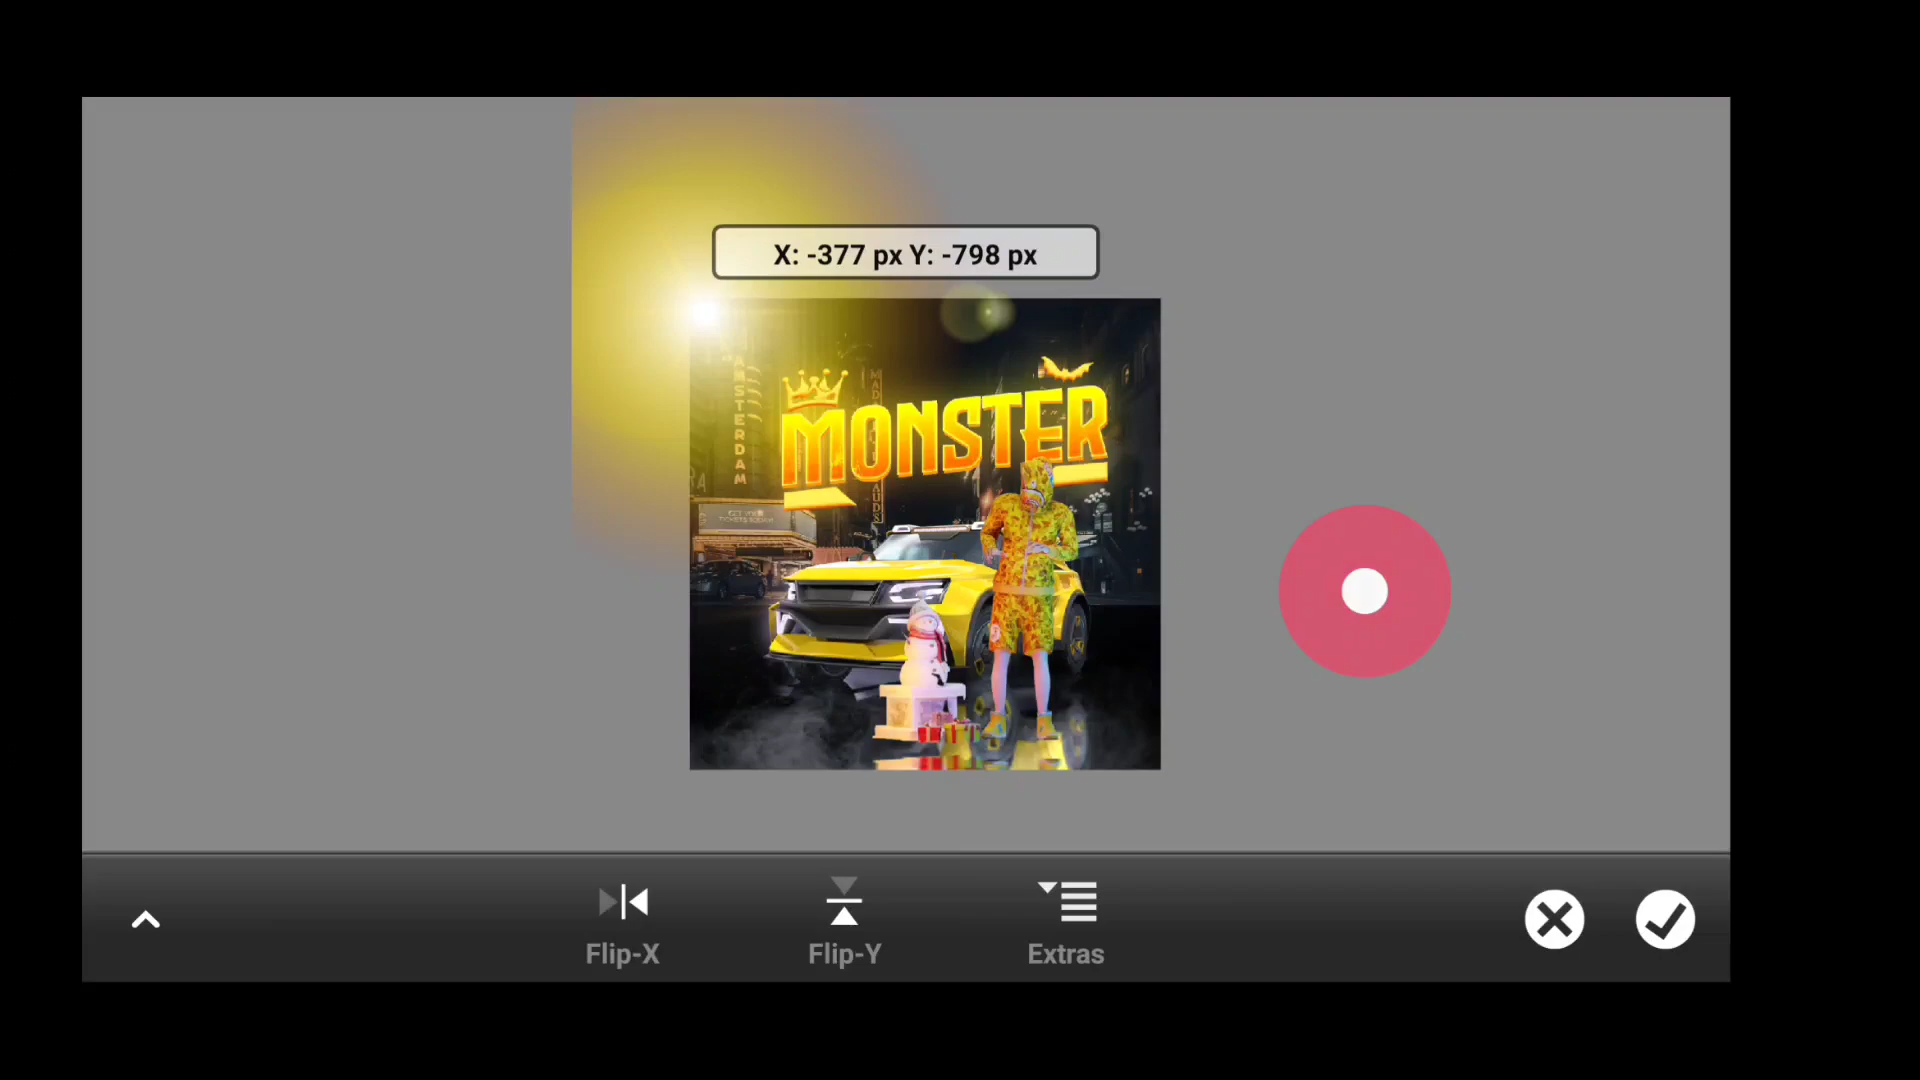 X: -377 px Y: -798 px
AMSTERDAM
MONSTER
Flip-X
Flip-Y
Extras